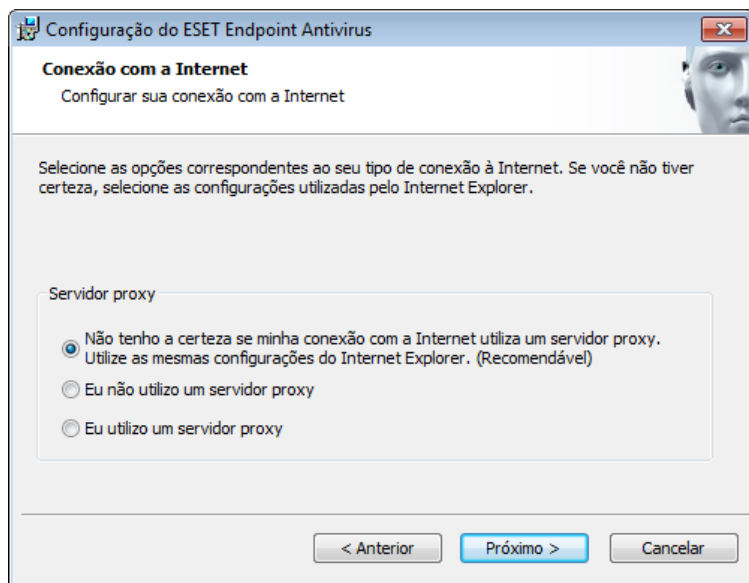 Configuração do ESET Endpoint Antivirus
Conexão com a Internet
Configurar sua conexão com a Internet
Selecione as opções correspondentes ao seu tipo de conexão à Internet. Se você não tiver
certeza, selecione as configurações utilizadas pelo Internet Explorer.
Servidor proxy
Não tenho a certeza se minha conexão com a Internet utiliza um servidor proxy.
Utilize as mesmas configurações do Internet Explorer. (Recomendável)
Eu não utilizo um servidor proxy
Eu utilizo um servidor proxy
< Anterior
Próximo >
Cancelar